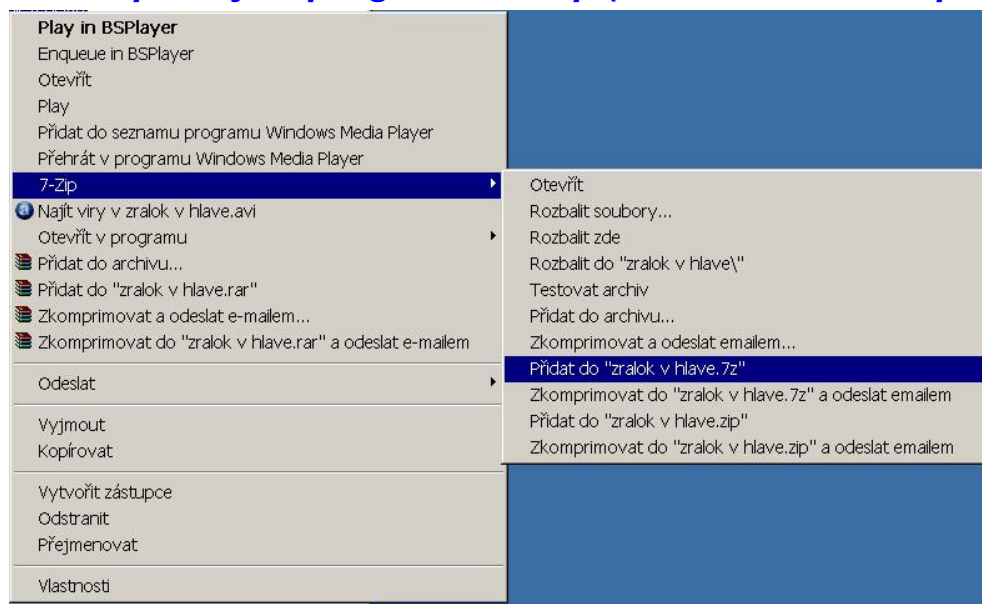 Play in BSPlayer
Enqueue in BSPlayer
Otevřít
Play
Přidat do seznamu programu Windows Media Player
Přehrát v programu Windows Media Player
7-Zip
Najít viry v zralok v hlave.avi
Otevřít v programu
Přidat do archivu...
Přidat do "zralok v hlave.rar"
Zkomprimovat a odeslat e-mailem...
Zkomprimovat do "zralok v hlave.rar" a odeslat e-mailem
Odeslat
Vyjmout
Kopírovat
Vytvořit zástupce
Odstranit
Přejmenovat
Vlastnosti
Otevřít
Rozbalit soubory...
Rozbalit zde
Rozbalit do "zralok v hlave\"
Testovat archiv
Přidat do archivu...
Zkomprimovat a odeslat emailem...
Přidat do "zralok v hlave.7z"
Zkomprimovat do "zralok v hlave.7z" a odeslat emailem
Přidat do "zralok v hlave.zip"
Zkomprimovat do "zralok v hlave.zip" a odeslat emailem